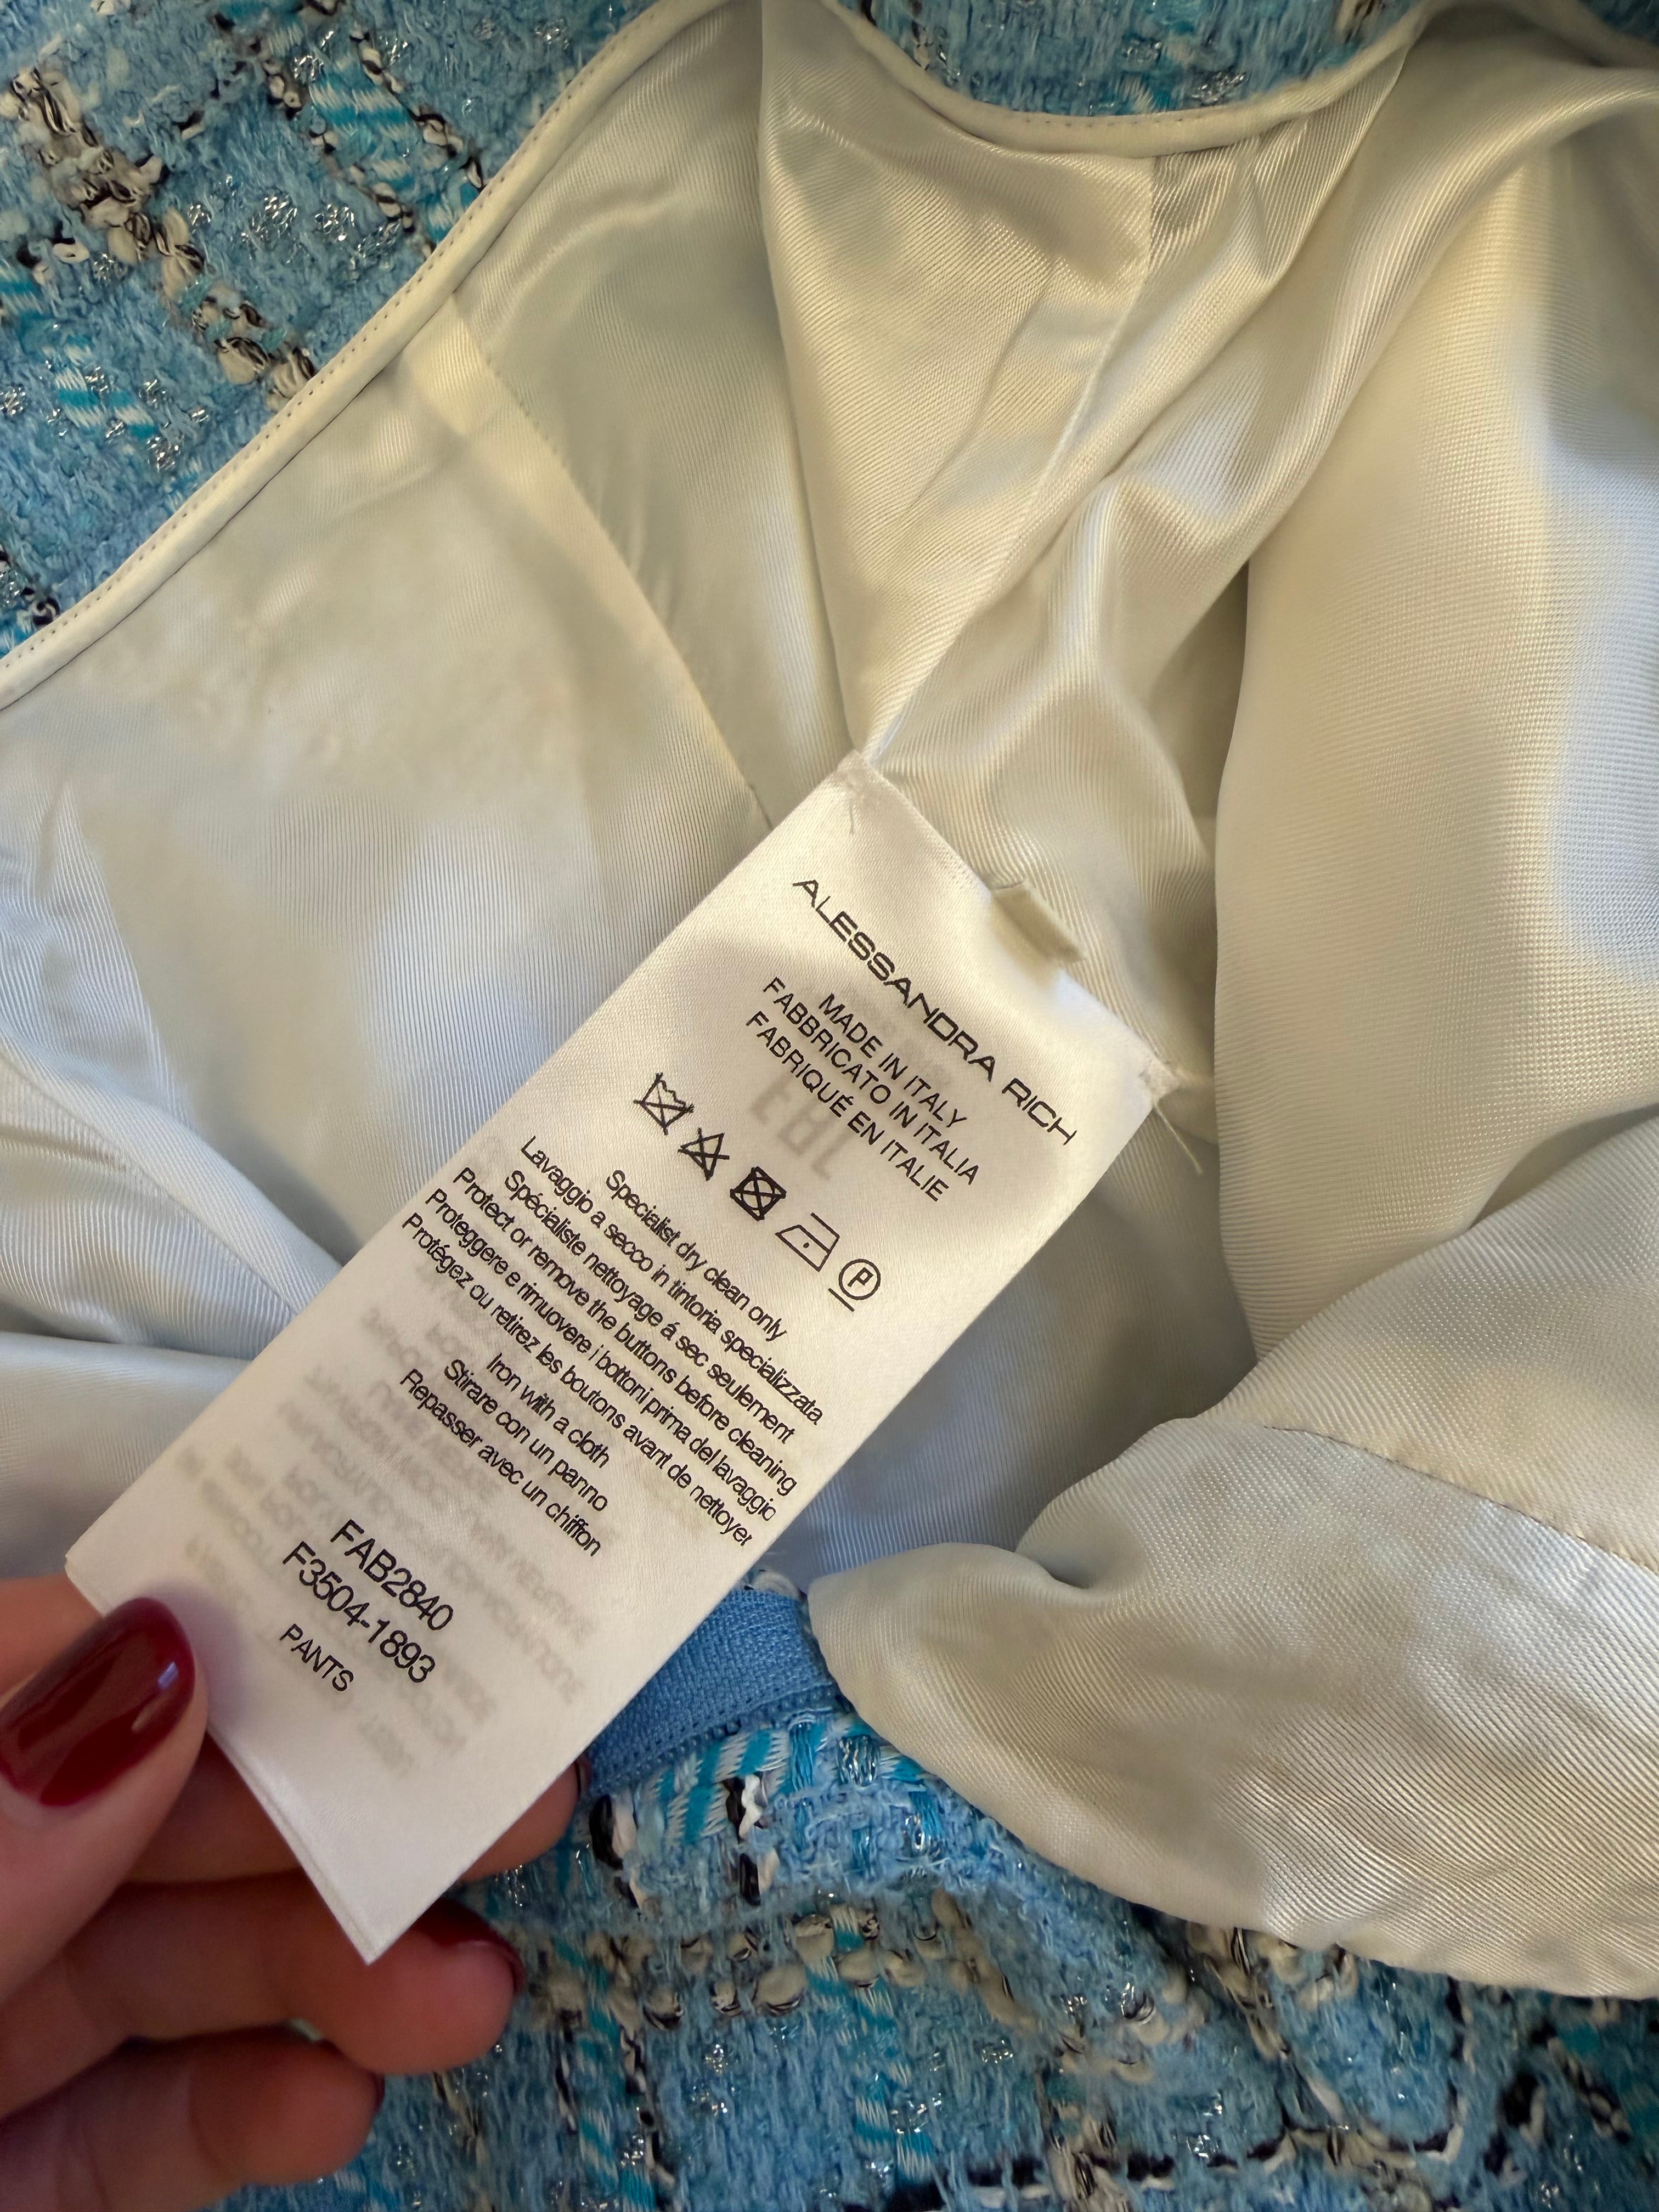 ALESSANDRA RICH
MADE IN ITALY
FABBRICATO IN ITALIA
FABRIQUÉ EN ITALIE
P
Specialist dry clean only
Lavaggio a secco in tintoria specializzata
Spécialiste nettoyage á sec seulement
Protect or remove the buttons before cleaning
Proteggere e rimuovere i bottoni prima del lavaggio
Protégez ou retirez les boutons avant de nettoyer
Iron with a cloth
Stirare con un panno
Repasser avec un chiffon
FAB2840
F3504-1893
PANTS